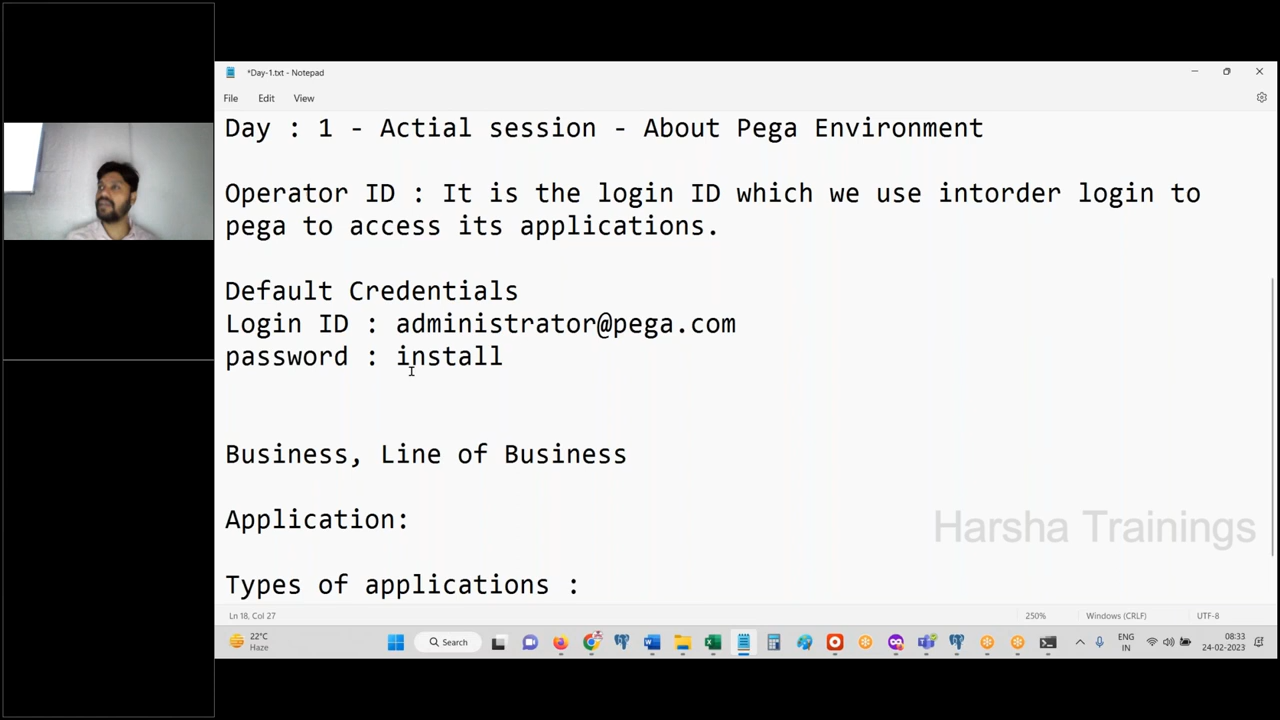 *Day-1.txt - Notepad
File Edit View
Day : 1 - Actial session - About Pega Environment
Operator ID : It is the login ID which we use intorder login to
pega to access its applications.
Default Credentials
Login ID : administrator@pega.com
password : install
Business, Line of Business
Application:
Harsha Trainings
Types of applications :
Ln 18, Col 27 250% Windows (CRLF) UTF-8
22°C
Haze
Search
ENG
IN
08:33
24-02-2023